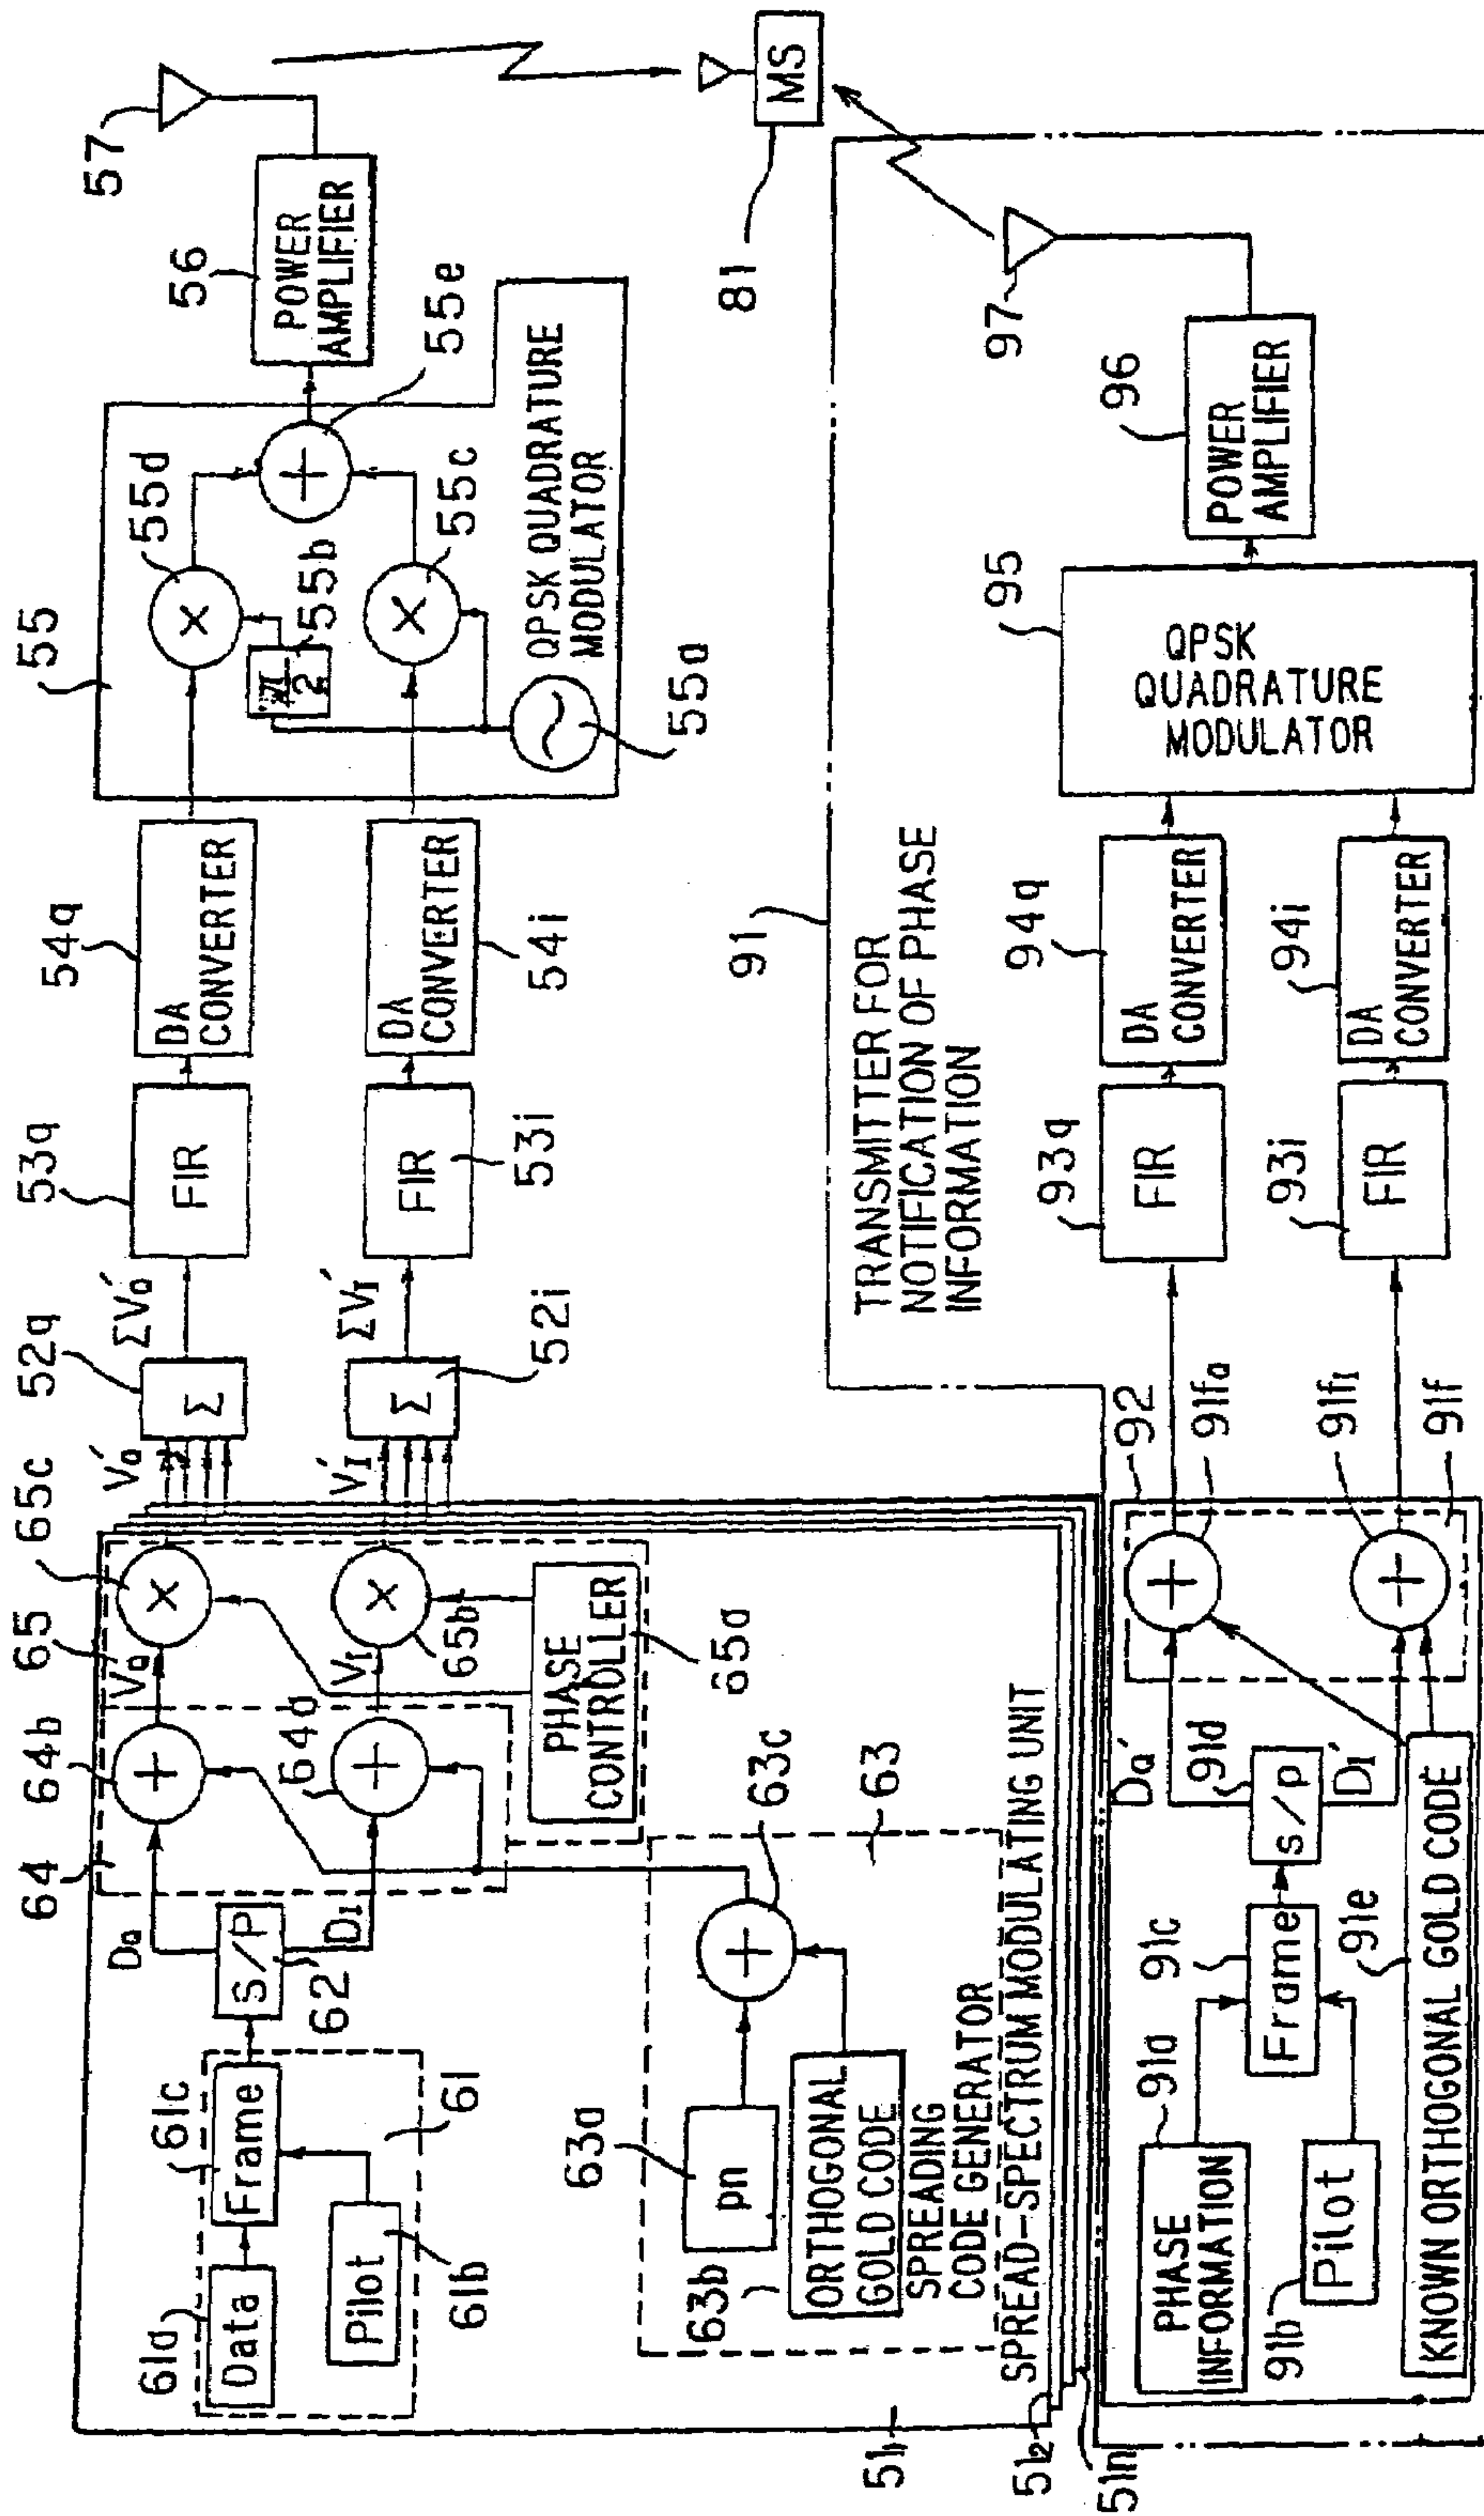 57
56
POWER
AMPLIFIER
55e
55
55d
55b
55c
π/2
QPSK QUADRATURE
MODULATOR
55a
MS
81
54q
DA
CONVERTER
DA
CONVERTER
54i
53q
FIR
FIR
53i
52q
ΣVQ′
Σ
ΣVI′
52i
Σ
VQ′
VI′
65c
65
VQ
VI
65b
PHASE
CONTROLLER
65a
64
64b
64a
DQ
DI
S/P
62
61a
Data
61c
Frame
Pilot
61b
61
63
63c
63a
pn
63b
ORTHOGONAL
GOLD CODE
SPREADING
CODE GENERATOR
SPREAD-SPECTRUM MODULATING UNIT
51₁
51₂
51n
91
TRANSMITTER FOR
NOTIFICATION OF PHASE
INFORMATION
97
96
POWER
AMPLIFIER
95
QPSK
QUADRATURE
MODULATOR
94q
DA
CONVERTER
94i
DA
CONVERTER
93q
FIR
93i
FIR
92
91fQ
91fI
91f
DQ′
91d
S/P
DI′
91c
Frame
91a
PHASE
INFORMATION
91b
Pilot
91e
KNOWN ORTHOGONAL GOLD CODE